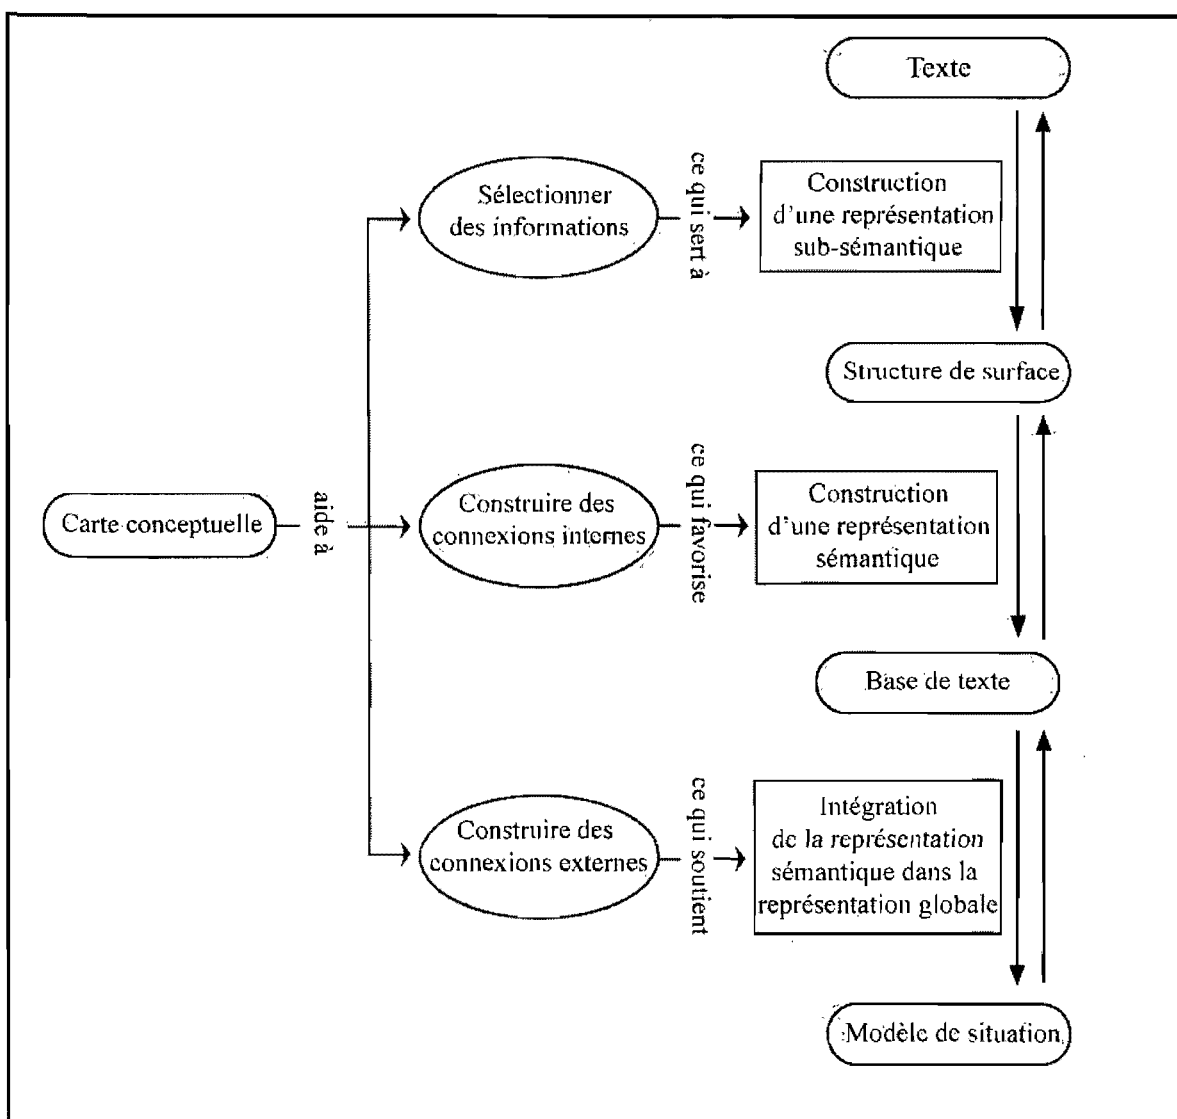 Texte
Sélectionner
des informations
ce qui sert à
Construction
d'une représentation
sub-sémantique
Structure de surface
Carte conceptuelle
aide à
Construire des
connexions internes
ce qui favorise
Construction
d'une représentation
sémantique
Base de texte
Construire des
connexions externes
ce qui soutient
Intégration
de la représentation
sémantique dans la
représentation globale
Modèle de situation